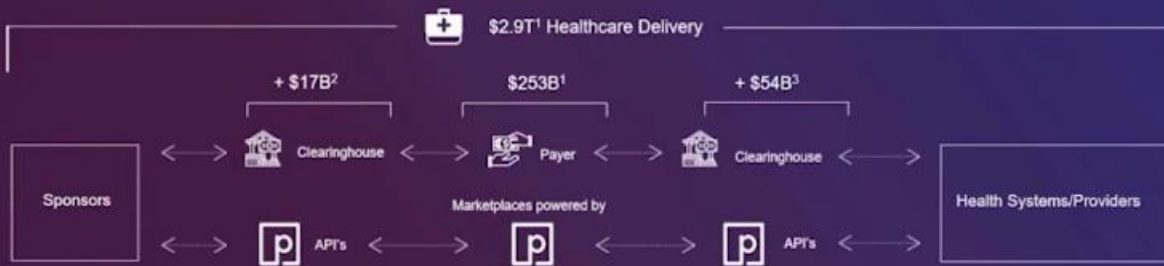 $2.9T¹ Healthcare Delivery
+ $17B² $253B¹ + $54B³
Clearinghouse Payer Clearinghouse
Sponsors Health Systems/Providers
Marketplaces powered by
p API's p p API's